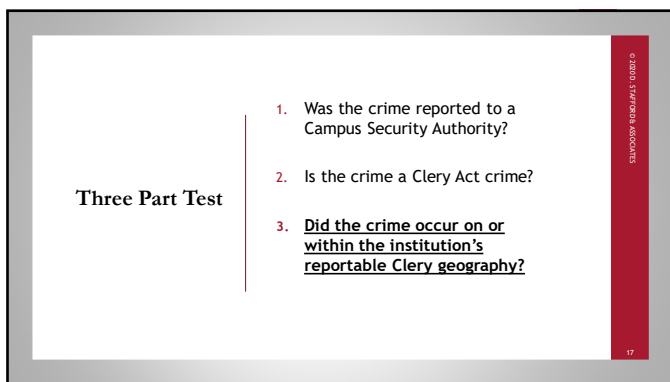 Three Part Test
1. Was the crime reported to a
Campus Security Authority?
2. Is the crime a Clery Act crime?
3. Did the crime occur on or
within the institution's
reportable Clery geography?
© 2020 D. STAFFORD & ASSOCIATES
17